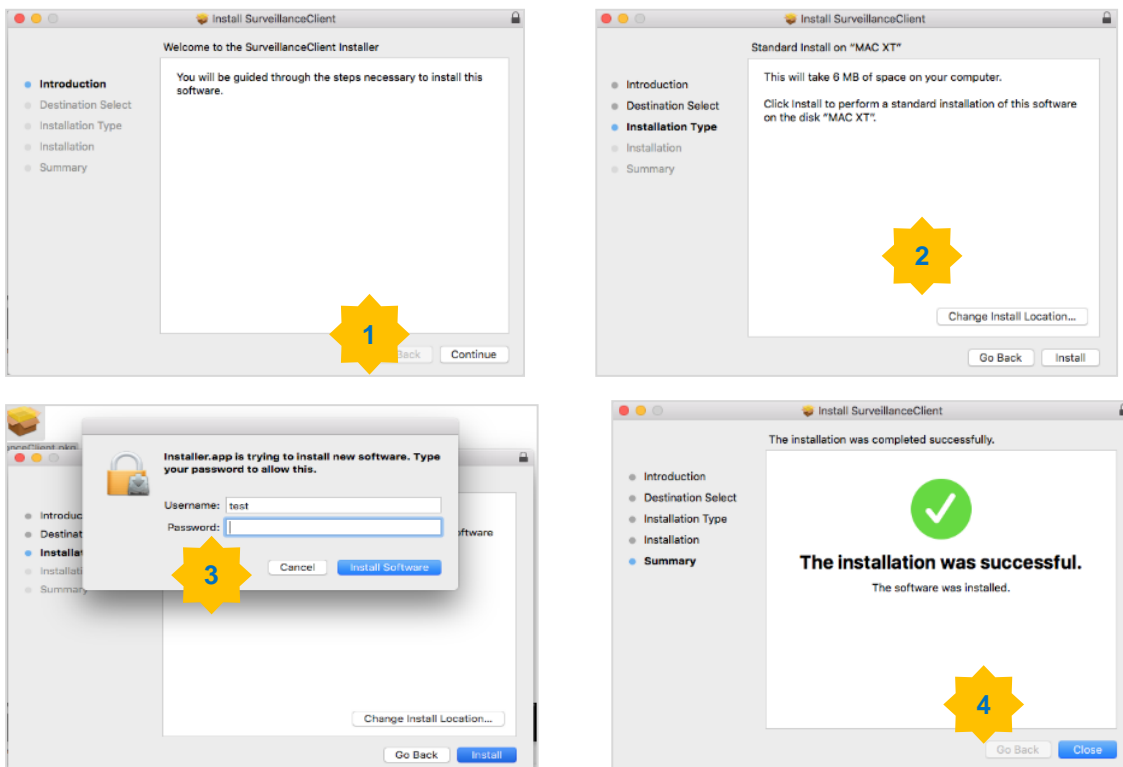 Install SurveillanceClient
Welcome to the SurveillanceClient Installer
Introduction
Destination Select
Installation Type
Installation
Summary
You will be guided through the steps necessary to install this
software.
1
Back
Continue
Install SurveillanceClient
Standard Install on "MAC XT"
Introduction
Destination Select
Installation Type
Installation
Summary
This will take 6 MB of space on your computer.
Click Install to perform a standard installation of this software
on the disk "MAC XT".
2
Change Install Location...
Go Back
Install
Installer.app is trying to install new software. Type
your password to allow this.
Username: test
Password:
3
Cancel
Install Software
Summary
Change Install Location...
Go Back
Install
Install SurveillanceClient
The installation was completed successfully.
Introduction
Destination Select
Installation Type
Installation
Summary
The installation was successful.
The software was installed.
4
Go Back
Close